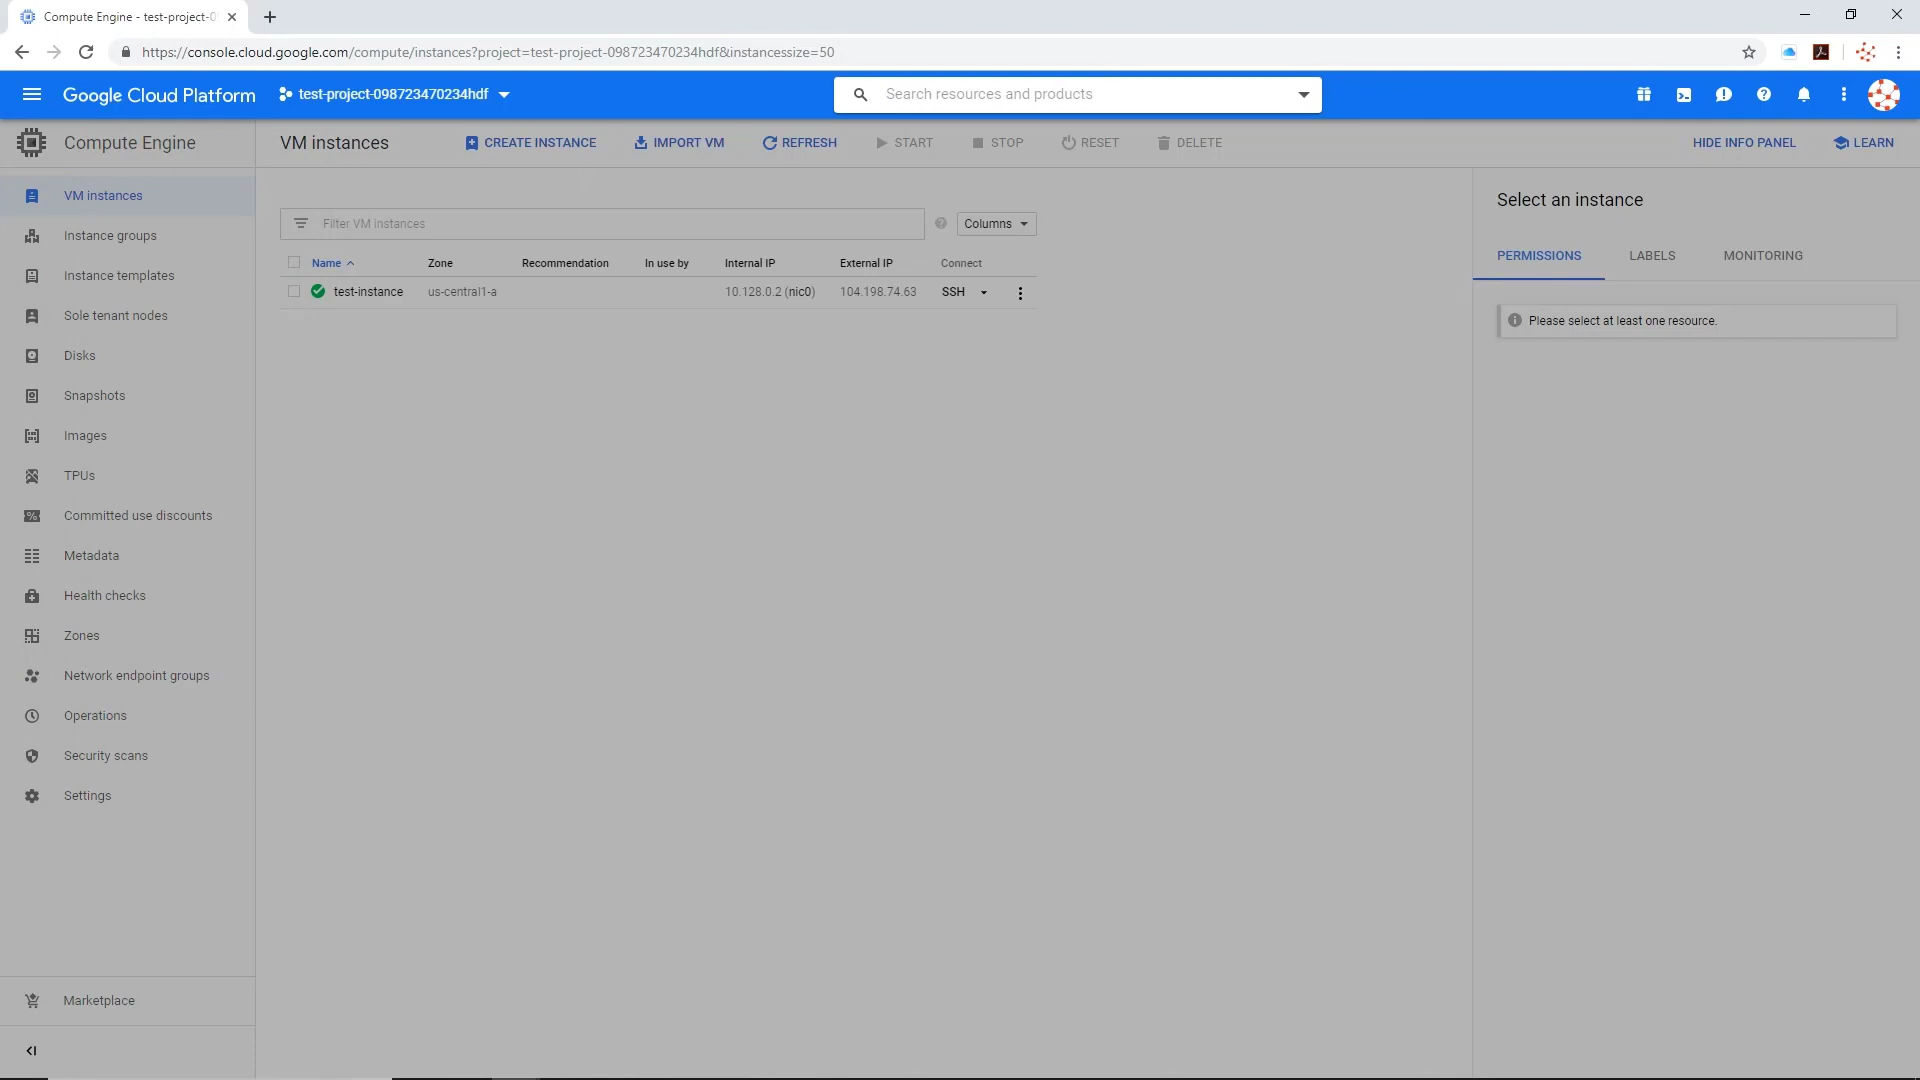 Compute Engine - test-project-09
https://console.cloud.google.com/compute/instances?project=test-project-098723470234hdf&instancessize=50
Google Cloud Platform
test-project-098723470234hdf
Search resources and products
Compute Engine
VM instances
CREATE INSTANCE
IMPORT VM
REFRESH
START
STOP
RESET
DELETE
HIDE INFO PANEL
LEARN
VM instances
Instance groups
Instance templates
Sole tenant nodes
Disks
Snapshots
Images
TPUs
Committed use discounts
Metadata
Health checks
Zones
Network endpoint groups
Operations
Security scans
Settings
Marketplace
Filter VM instances
Columns
Name Zone Recommendation In use by Internal IP External IP Connect
test-instance us-central1-a 10.128.0.2 (nic0) 104.198.74.63 SSH
Select an instance
PERMISSIONS LABELS MONITORING
Please select at least one resource.